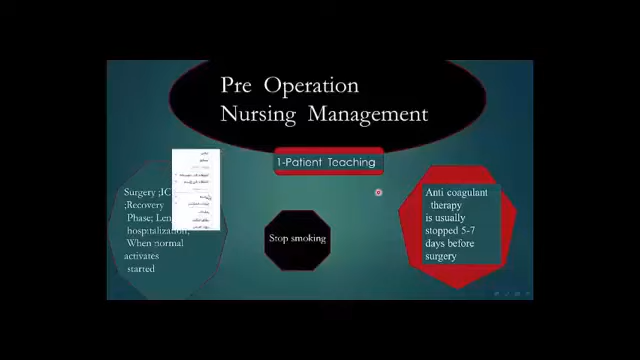 Pre Operation
Nursing Management
1-Patient Teaching
Surgery ;IC
;Recovery
Phase; Len
hospitalization;
When normal
activates
started
Stop smoking
Anti coagulant
therapy
is usually
stopped 5-7
days before
surgery